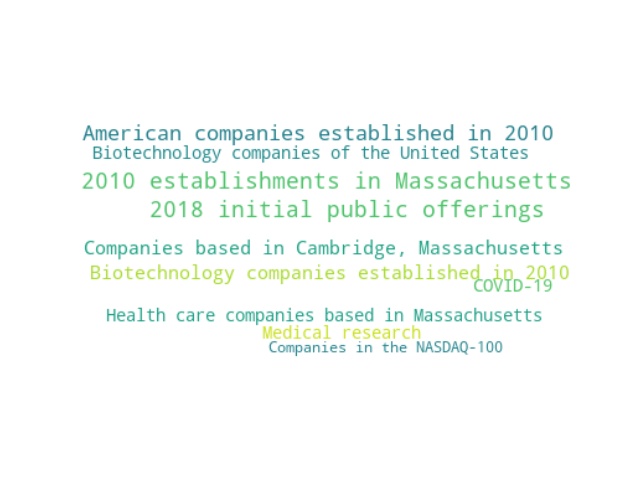 American companies established in 2010
Biotechnology companies of the United States
2010 establishments in Massachusetts
2018 initial public offerings
Companies based in Cambridge, Massachusetts
Biotechnology companies established in 2010
COVID-19
Health care companies based in Massachusetts
Medical research
Companies in the NASDAQ-100